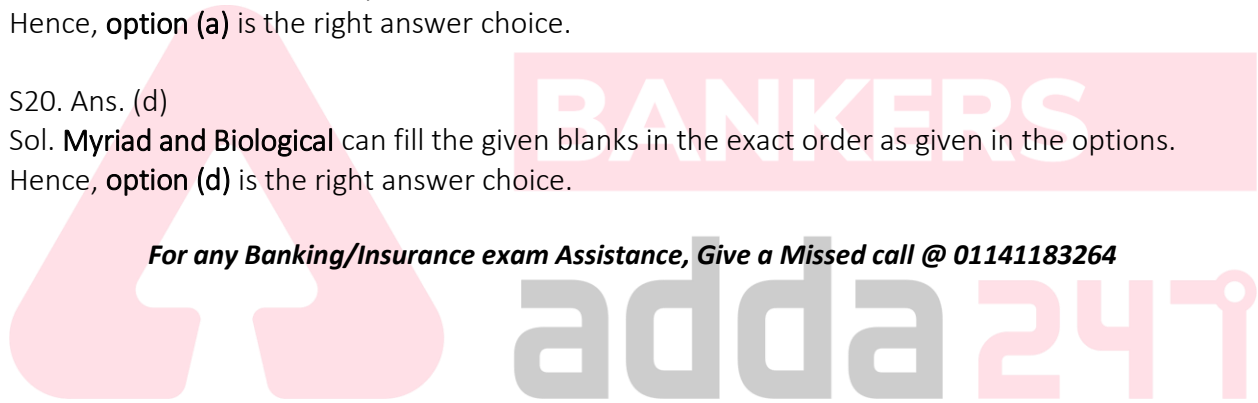 Hence, option (a) is the right answer choice.
S20. Ans. (d)
BANKERS
Sol. Myriad and Biological can fill the given blanks in the exact order as given in the options.
Hence, option (d) is the right answer choice.
For any Banking/Insurance exam Assistance, Give a Missed call @ 01141183264
adda 247